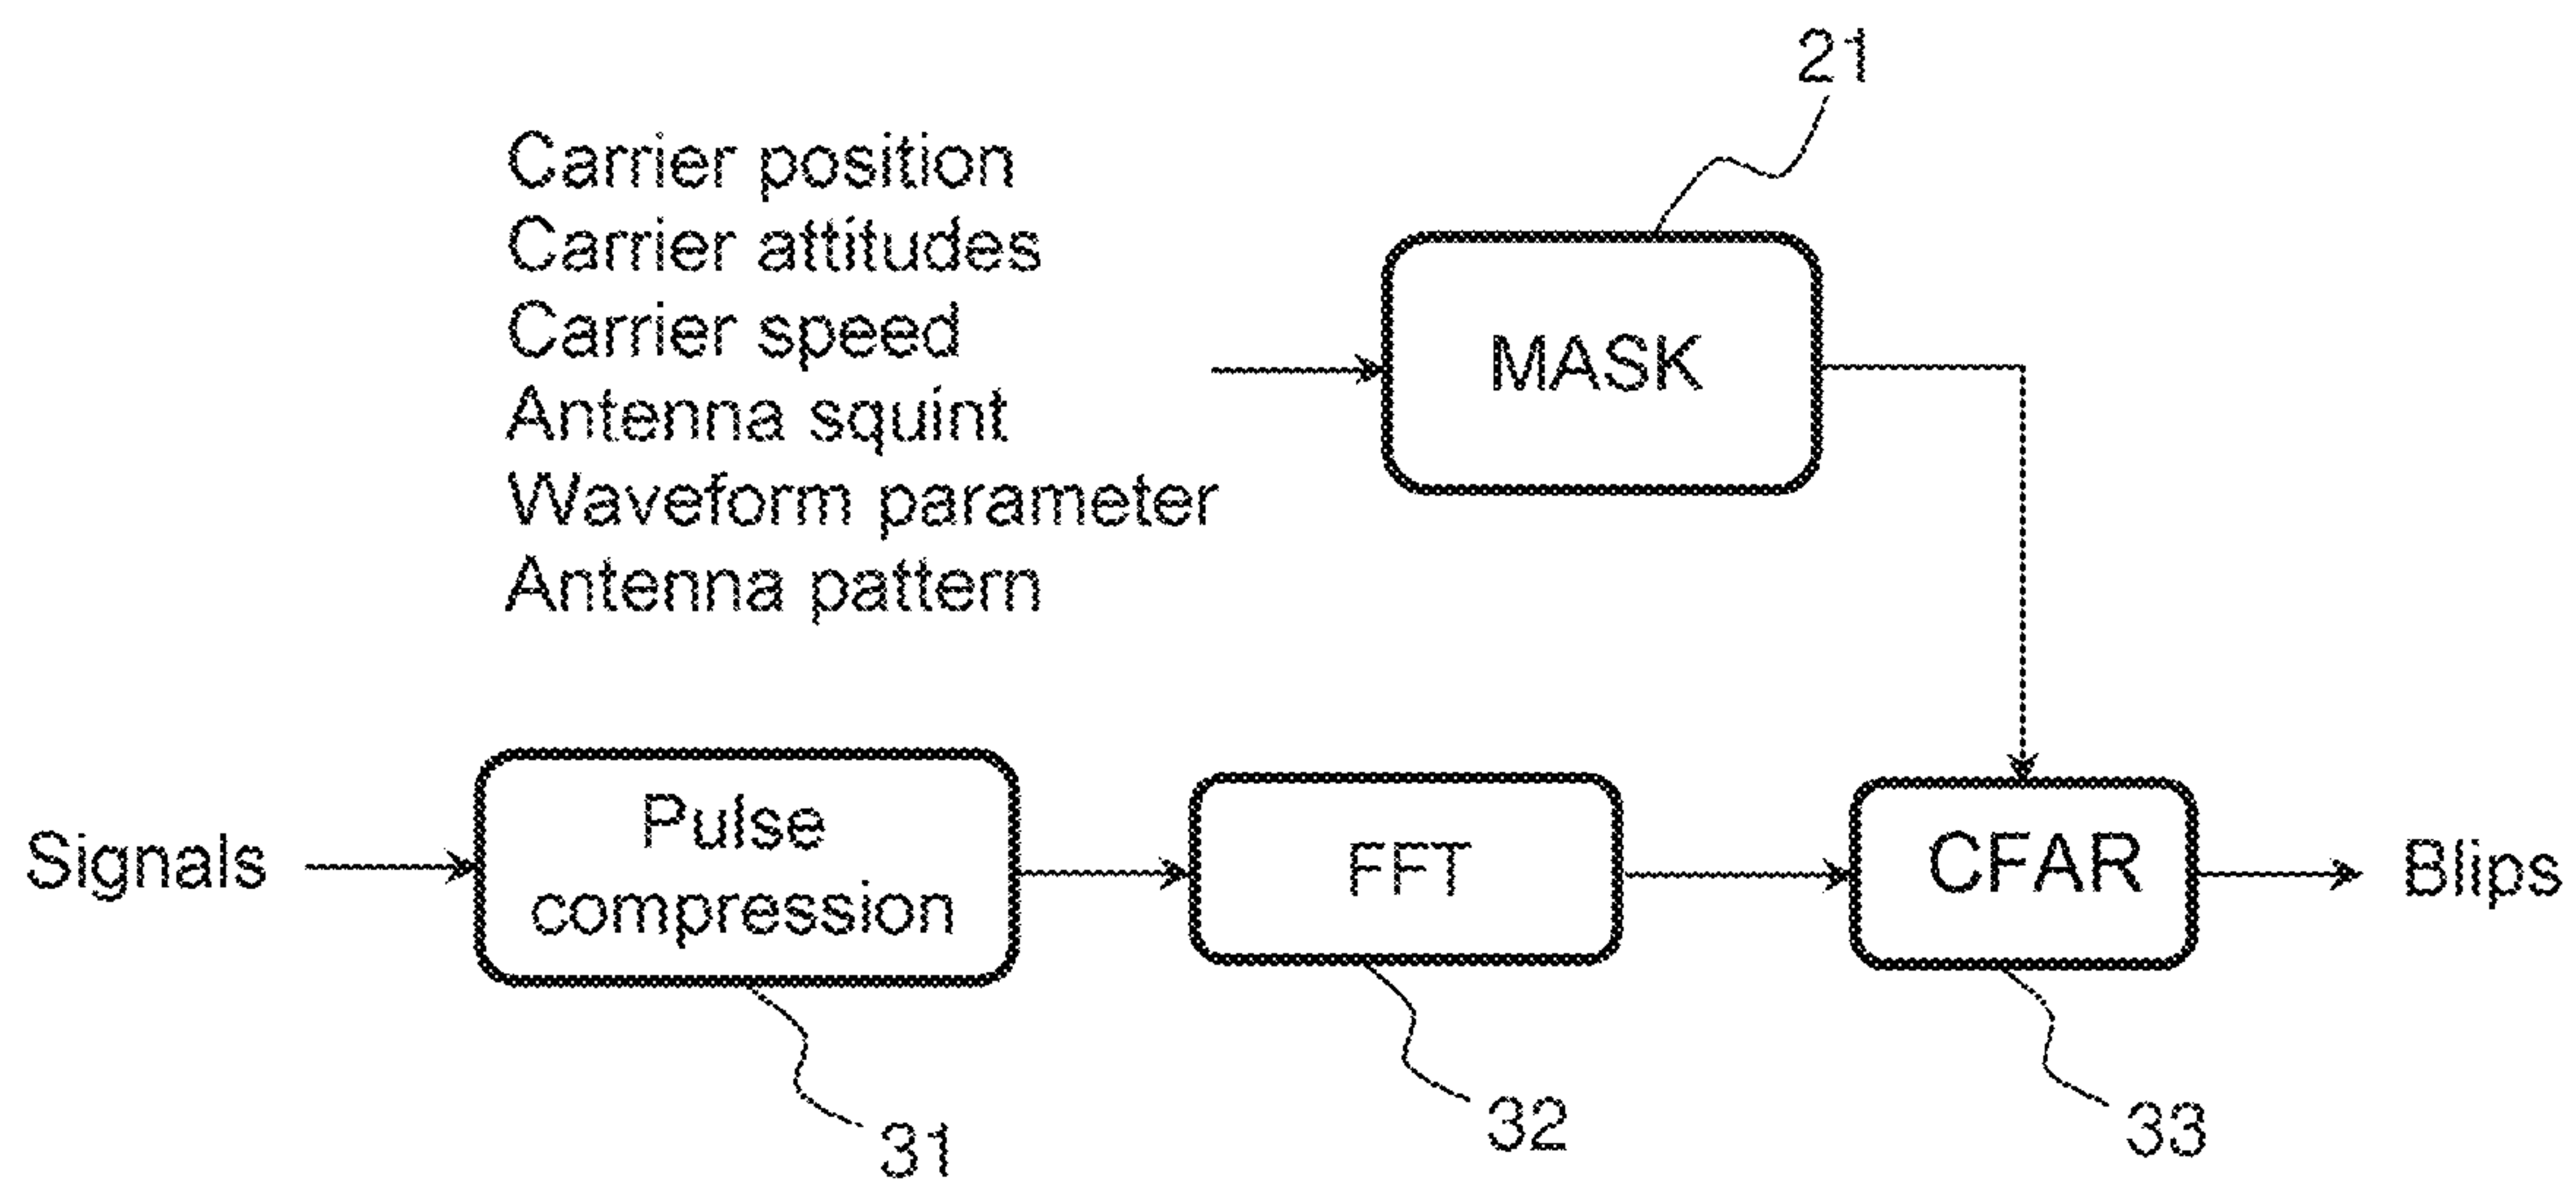 21
Carrier position
Carrier attitudes
Carrier speed
Antenna squint
Waveform parameter
Antenna pattern
MASK
Signals
Pulse
compression
FFT
CFAR
Blips
31
32
33